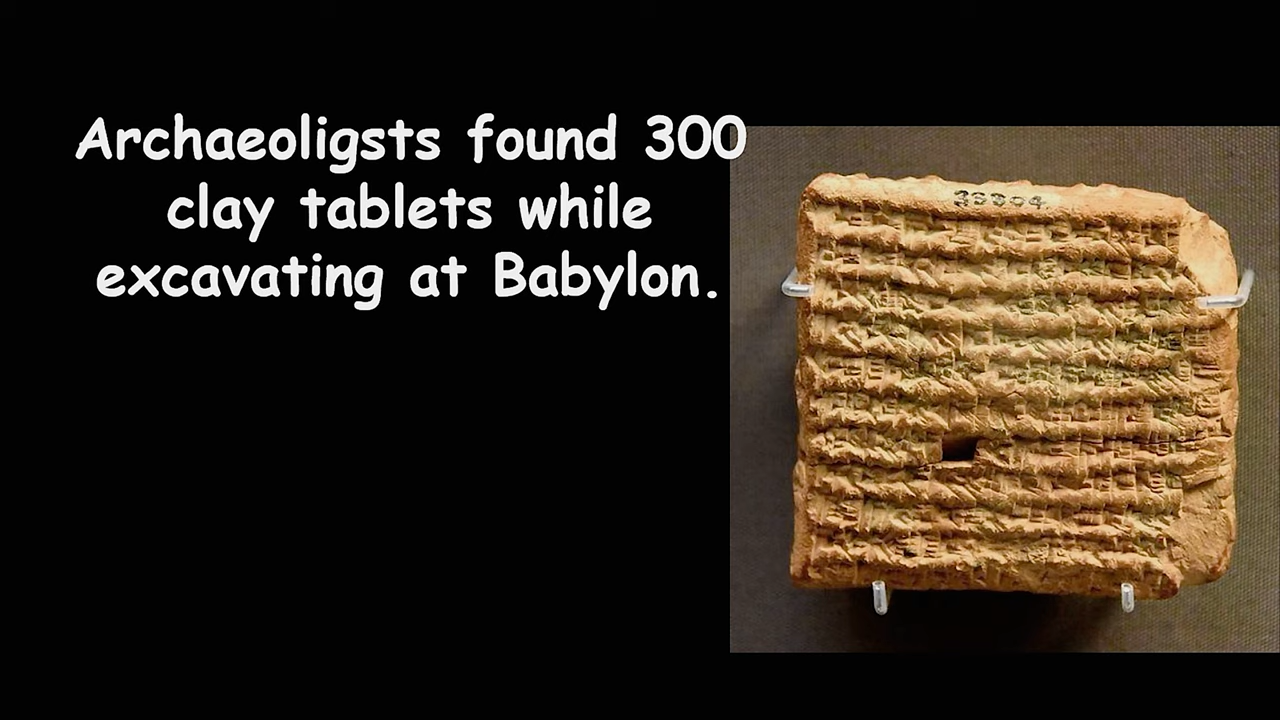 Archaeoligsts found 300
clay tablets while
excavating at Babylon.